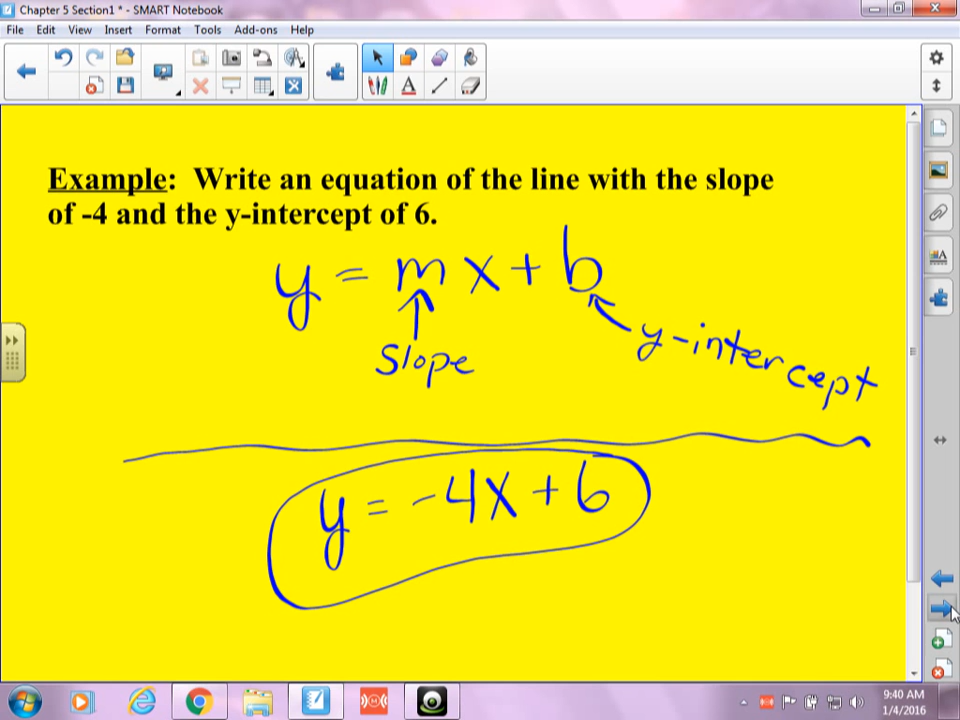 Chapter 5 Section1 * - SMART Notebook
File Edit View Insert Format Tools Add-ons Help
Example: Write an equation of the line with the slope
of -4 and the y-intercept of 6.
y = mx + b
slope
y-intercept
y = -4x + 6
9:40 AM
1/4/2016